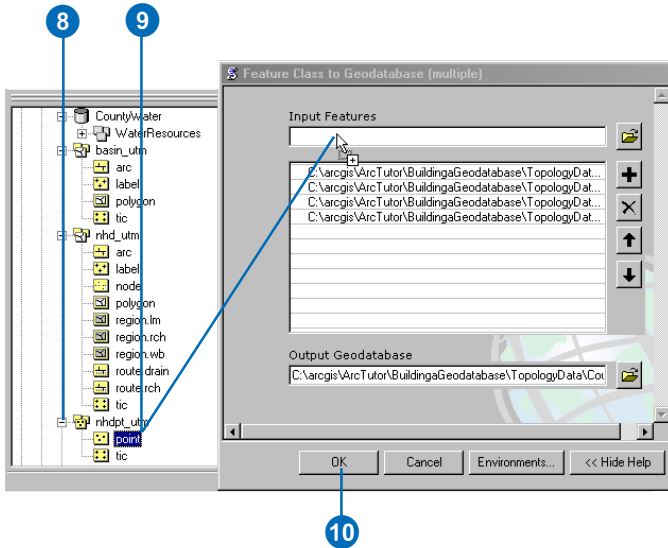 8 9
CountyWater
WaterResources
basin_utm
arc
label
polygon
tic
nhd_utm
arc
label
node
polygon
region.lm
region.rch
region.wb
route.drain
route.rch
tic
nhdpt_utm
point
tic
Feature Class to Geodatabase (multiple)
Input Features
C:\arcgis\ArcTutor\BuildingaGeodatabase\TopologyDat...
C:\arcgis\ArcTutor\BuildingaGeodatabase\TopologyDat...
C:\arcgis\ArcTutor\BuildingaGeodatabase\TopologyDat...
C:\arcgis\ArcTutor\BuildingaGeodatabase\TopologyDat...
Output Geodatabase
C:\arcgis\ArcTutor\BuildingaGeodatabase\TopologyData\Cou
OK Cancel Environments... << Hide Help
10